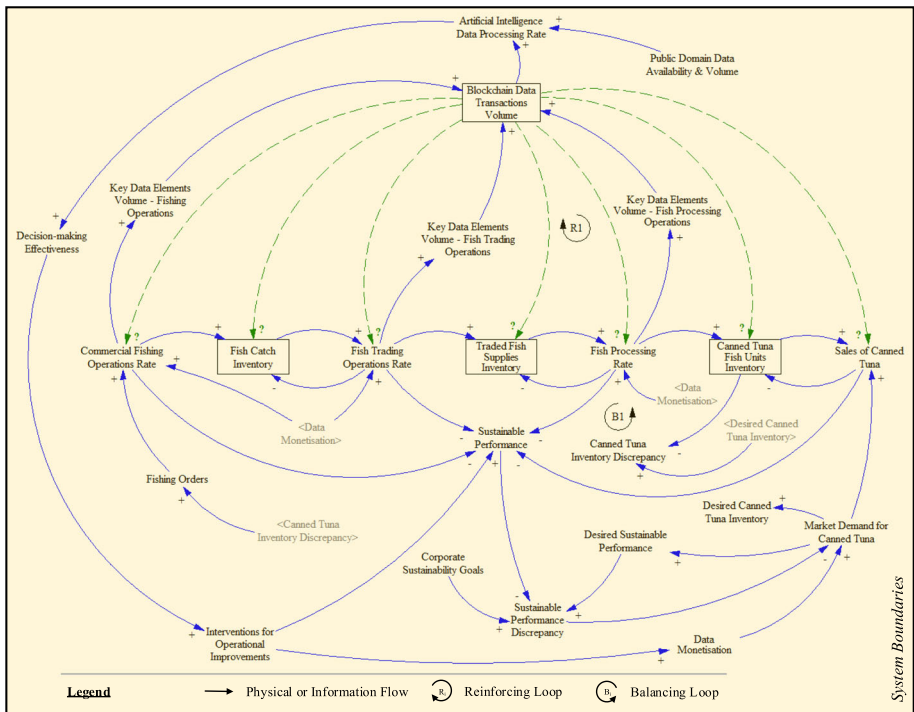 Artificial Intelligence
Data Processing Rate
+
+
Public Domain Data
Availability & Volume
+
Blockchain Data
Transactions
Volume
+
+
Key Data Elements
Volume - Fishing
Operations
+
Key Data Elements
Volume - Fish Trading
Operations
+
Key Data Elements
Volume - Fish Processing
Operations
+
R1
+
Decision-making
Effectiveness
?
?
?
?
?
?
?
+
+
+
+
+
+
Commercial Fishing
Operations Rate
Fish Catch
Inventory
Fish Trading
Operations Rate
Traded Fish
Supplies
Inventory
Fish Processing
Rate
Canned Tuna
Fish Units
Inventory
Sales of Canned
Tuna
+
+
-
+
-
+
-
+
<Data
Monetisation>
<Data
Monetisation>
B1
<Desired Canned
Tuna Inventory>
Sustainable
Performance
-
-
-
-
+
Canned Tuna
Inventory Discrepancy
-
+
Fishing Orders
+
<Canned Tuna
Inventory Discrepancy>
Desired Canned
Tuna Inventory
+
Market Demand for
Canned Tuna
-
+
Desired Sustainable
Performance
+
Corporate
Sustainability Goals
-
+
+
Sustainable
Performance
Discrepancy
+
Interventions for
Operational
Improvements
Data
Monetisation
+
System Boundaries
Legend
Physical or Information Flow
Ri
Reinforcing Loop
Bi
Balancing Loop